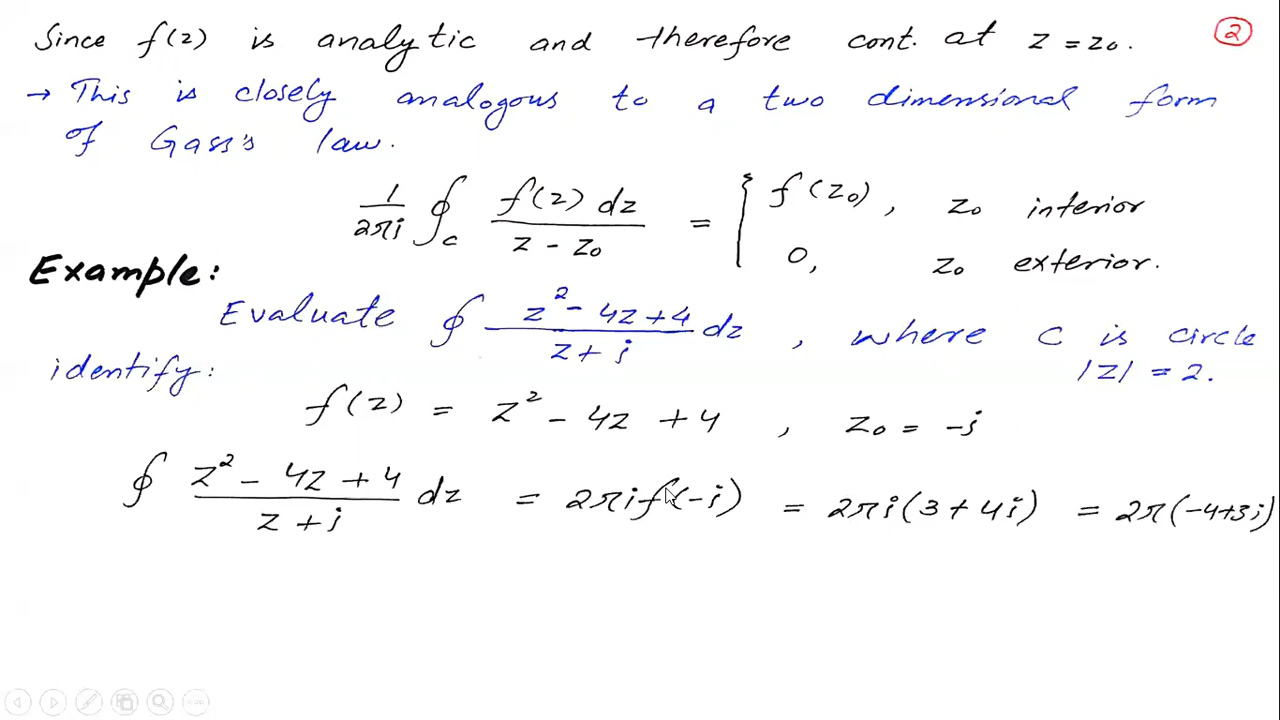 Since f(z) is analytic and therefore cont. at z = z₀. ②
→ This is closely analogous to a two dimensional form
of Gass's law.
1/2πi ∮_c f(z) dz / z - z₀ = { f(z₀), z₀ interior
0, z₀ exterior.
Example:
Evaluate ∮ z² - 4z + 4 / z + i dz, where C is circle
|z| = 2.
identify:
f(z) = z² - 4z + 4, z₀ = -i
∮ z² - 4z + 4 / z + i dz = 2πi f(-i) = 2πi(3 + 4i) = 2π(-4+3i)